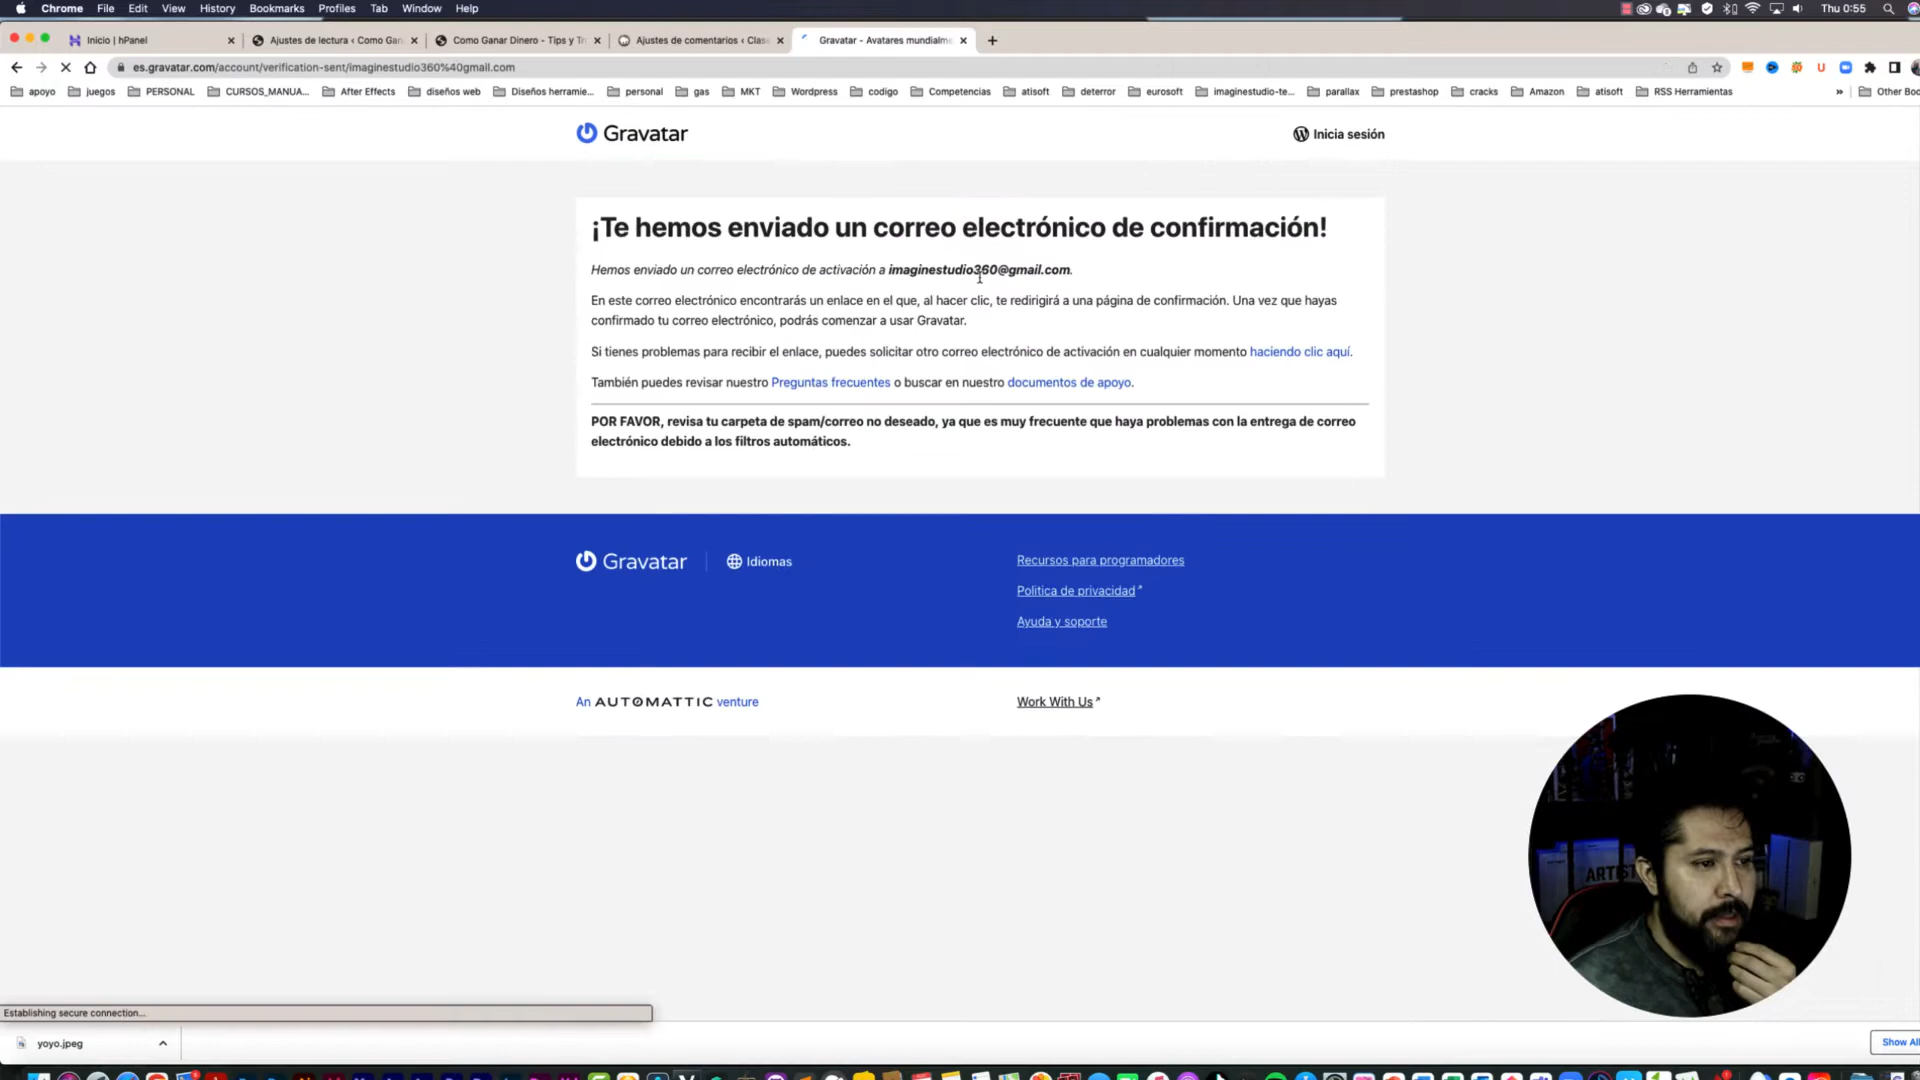 Chrome File Edit View History Bookmarks Profiles Tab Window Help Thu 0:55
Inicio | hPanel Ajustes de lectura ‹ Como Gan Como Ganar Dinero - Tips y Tr Ajustes de comentarios ‹ Clas Gravatar - Avatares mundialme
es.gravatar.com/account/verification-sent/imaginestudio360%40gmail.com
apoyo juegos PERSONAL CURSOS_MANUA... After Effects diseños web Diseños herramie... personal gas MKT Wordpress codigo Competencias atisoft deterror eurosoft imaginestudio-te... parallax prestashop cracks Amazon atisoft RSS Herramientas » Other Boo
Gravatar Inicia sesión
¡Te hemos enviado un correo electrónico de confirmación!
Hemos enviado un correo electrónico de activación a imaginestudio360@gmail.com.
En este correo electrónico encontrarás un enlace en el que, al hacer clic, te redirigirá a una página de confirmación. Una vez que hayas
confirmado tu correo electrónico, podrás comenzar a usar Gravatar.
Si tienes problemas para recibir el enlace, puedes solicitar otro correo electrónico de activación en cualquier momento haciendo clic aquí.
También puedes revisar nuestro Preguntas frecuentes o buscar en nuestro documentos de apoyo.
POR FAVOR, revisa tu carpeta de spam/correo no deseado, ya que es muy frecuente que haya problemas con la entrega de correo
electrónico debido a los filtros automáticos.
Gravatar Idiomas
Recursos para programadores
Política de privacidad
Ayuda y soporte
An AUTOMATTIC venture
Work With Us
ARTIS
Establishing secure connection...
yoyo.jpeg
Show All